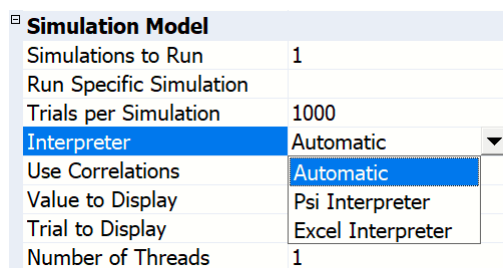 Simulation Model
Simulations to Run 1
Run Specific Simulation
Trials per Simulation 1000
Interpreter Automatic
Use Correlations Automatic
Value to Display Psi Interpreter
Trial to Display Excel Interpreter
Number of Threads 1